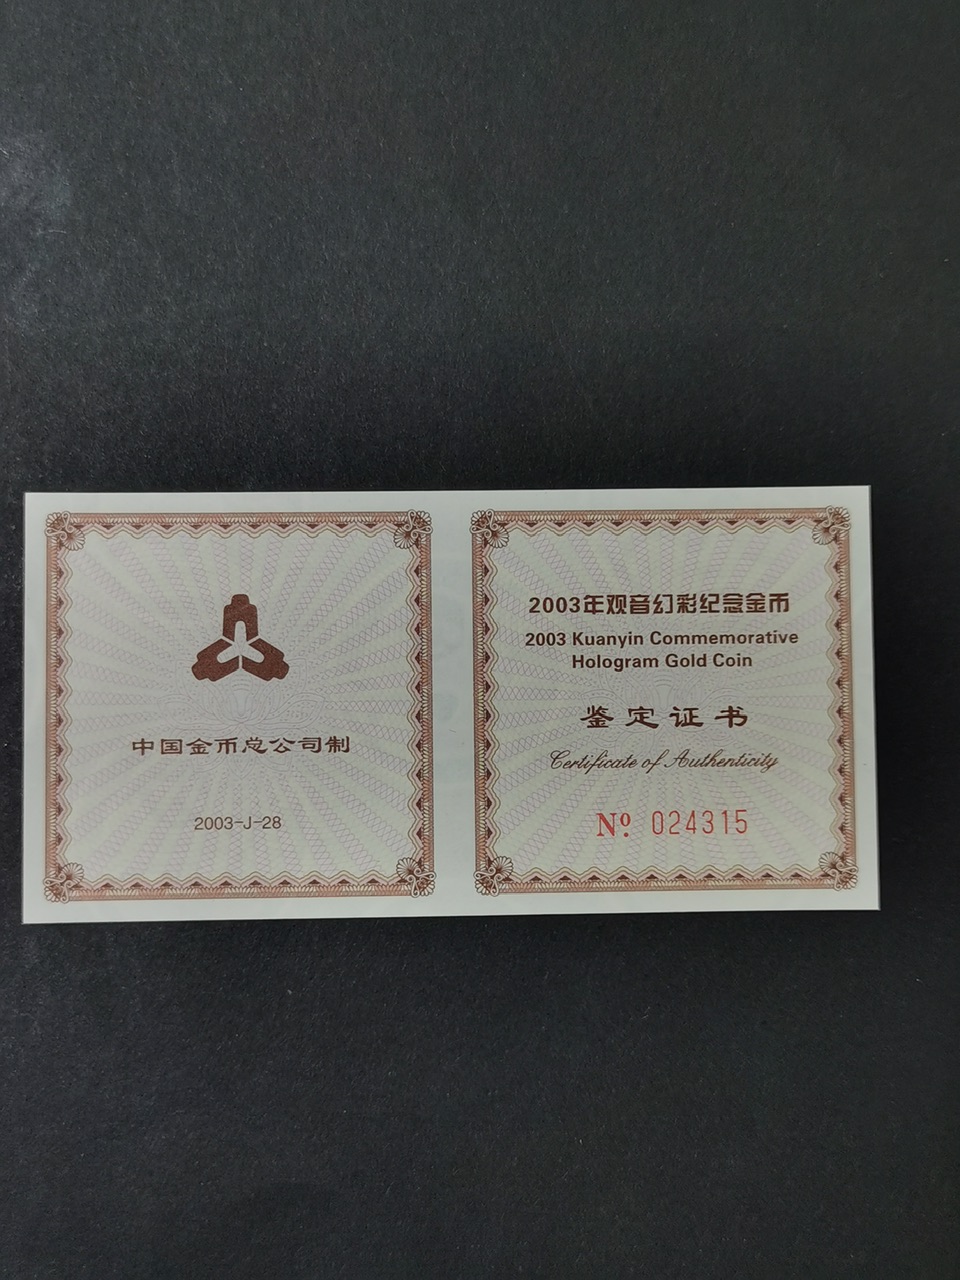 中国金币总公司制
2003-J-28
2003年观音幻彩纪念金币
2003 Kuanyin Commemorative
Hologram Gold Coin
鉴定证书
Certificate of Authenticity
Nº 024315